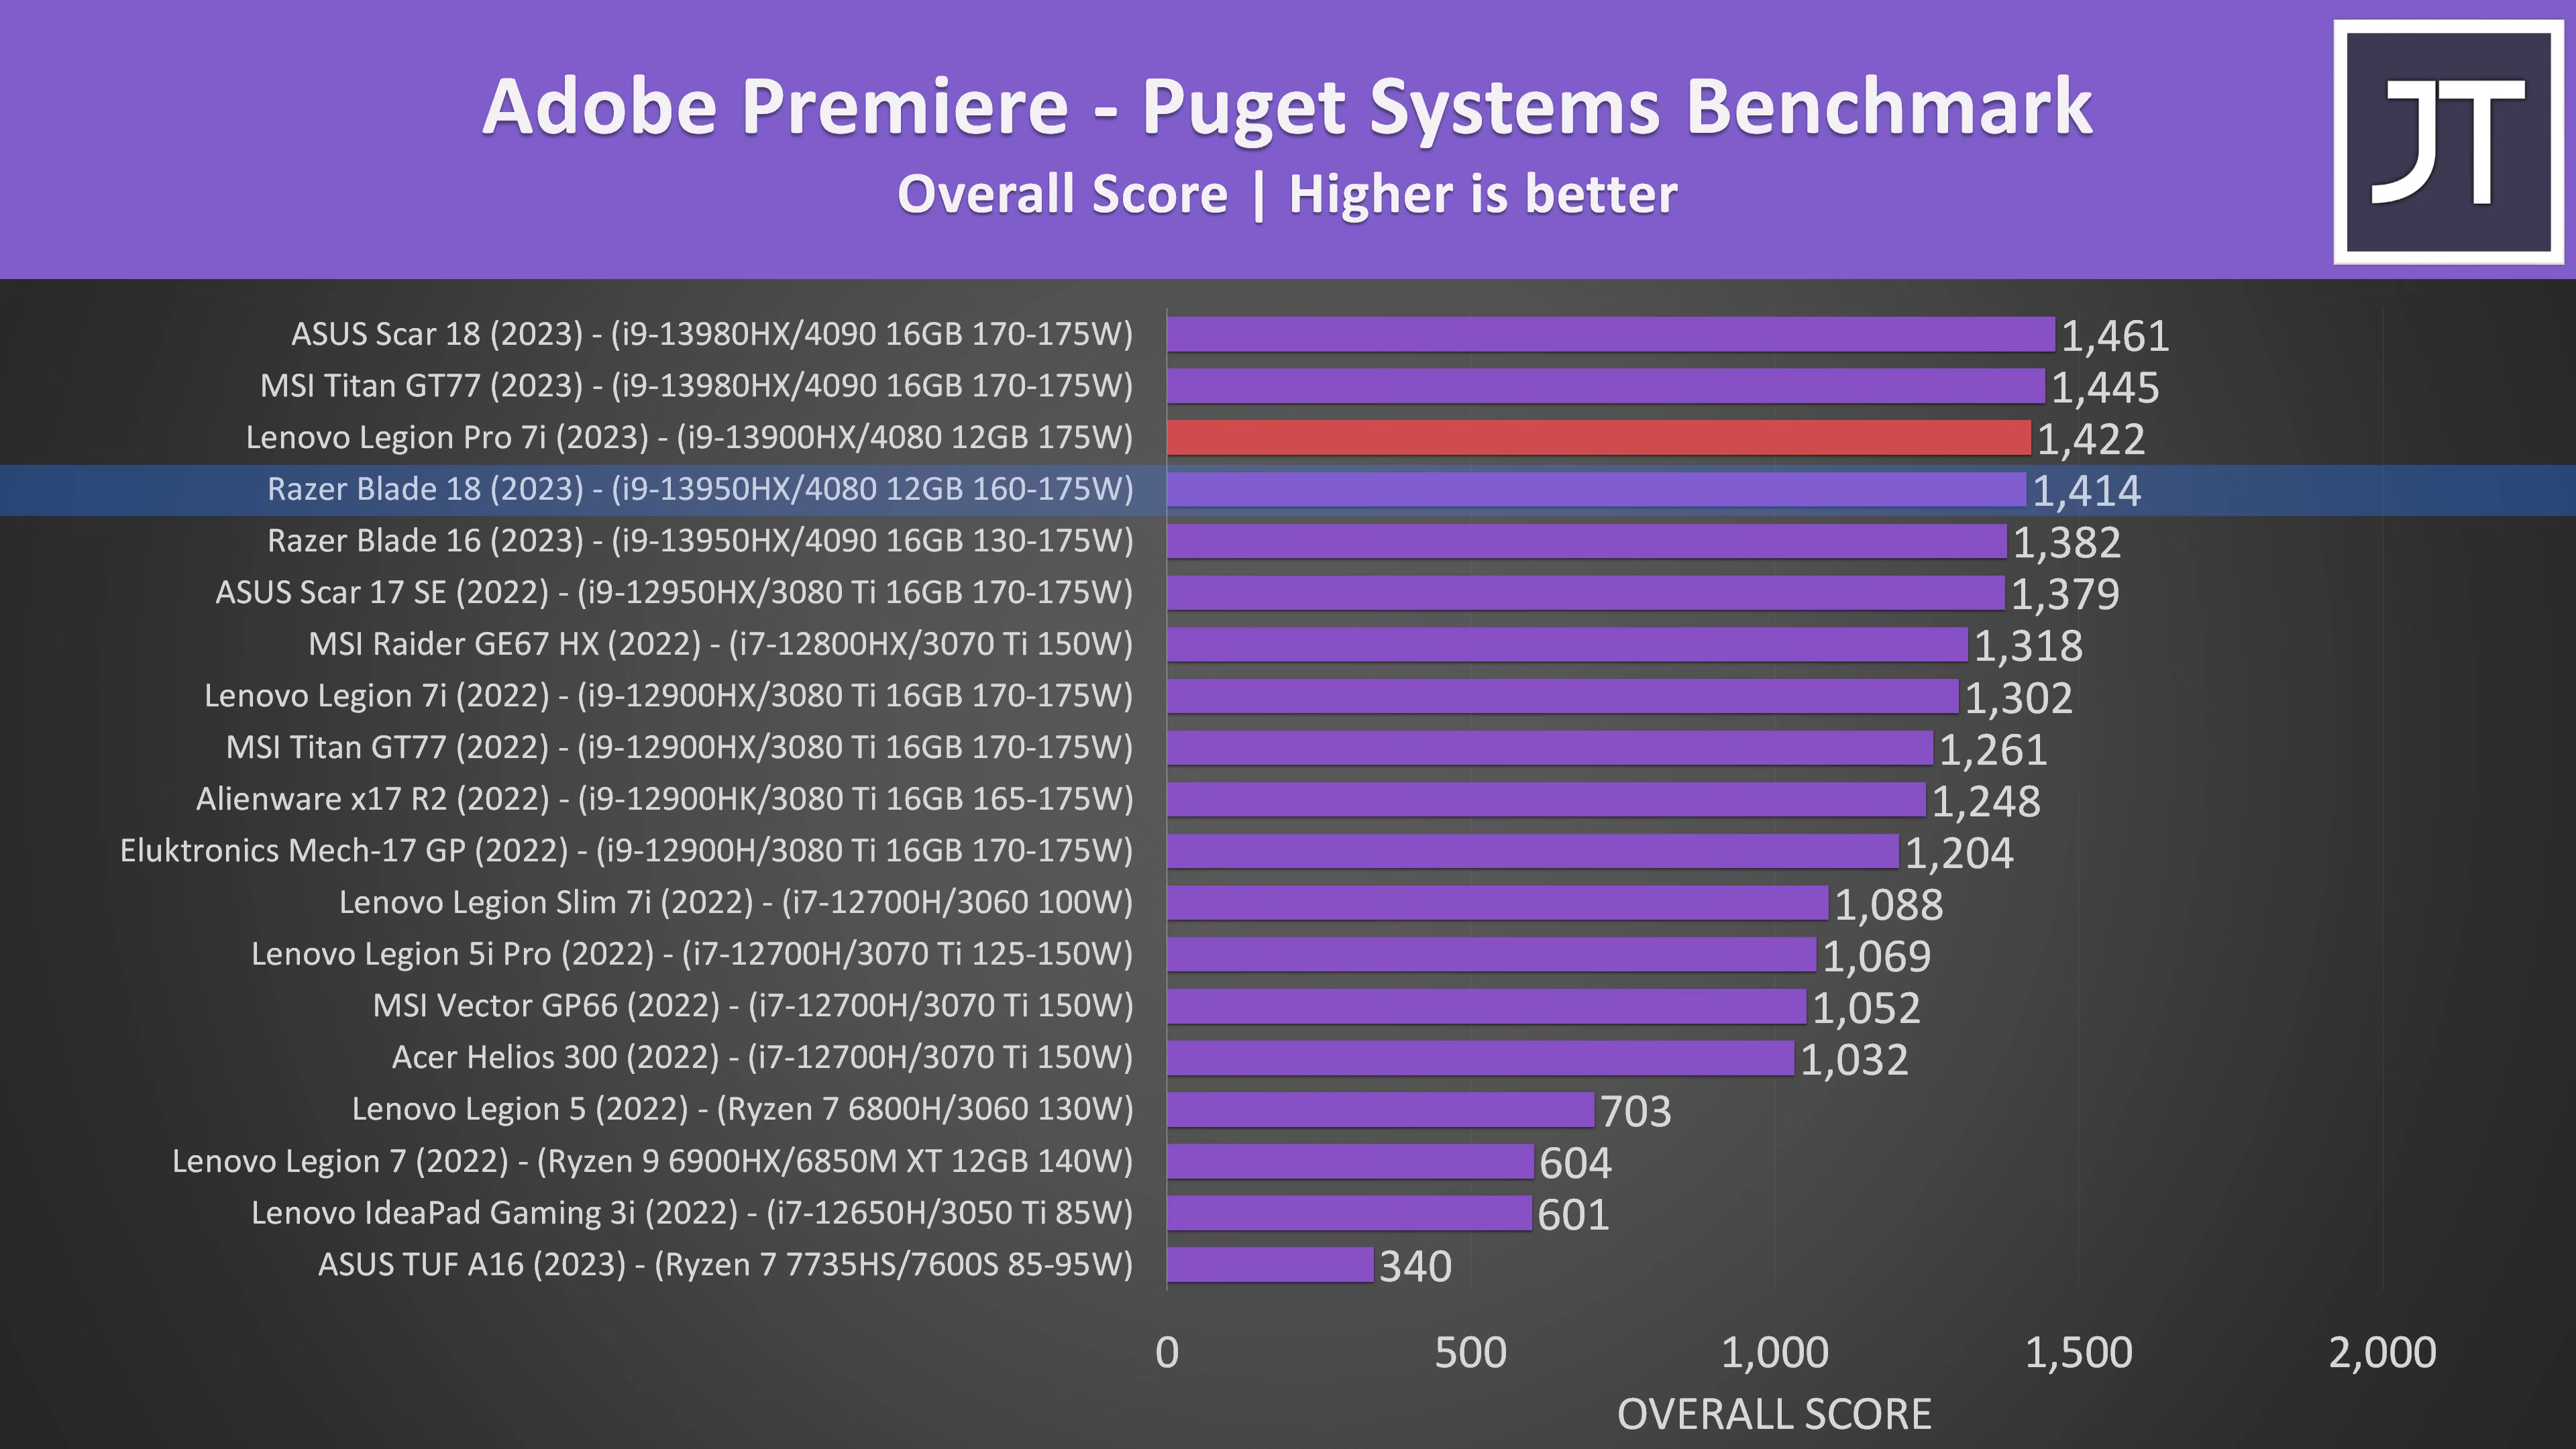 Adobe Premiere - Puget Systems Benchmark
Overall Score | Higher is better
JT
ASUS Scar 18 (2023) - (i9-13980HX/4090 16GB 170-175W) 1,461
MSI Titan GT77 (2023) - (i9-13980HX/4090 16GB 170-175W) 1,445
Lenovo Legion Pro 7i (2023) - (i9-13900HX/4080 12GB 175W) 1,422
Razer Blade 18 (2023) - (i9-13950HX/4080 12GB 160-175W) 1,414
Razer Blade 16 (2023) - (i9-13950HX/4090 16GB 130-175W) 1,382
ASUS Scar 17 SE (2022) - (i9-12950HX/3080 Ti 16GB 170-175W) 1,379
MSI Raider GE67 HX (2022) - (i7-12800HX/3070 Ti 150W) 1,318
Lenovo Legion 7i (2022) - (i9-12900HX/3080 Ti 16GB 170-175W) 1,302
MSI Titan GT77 (2022) - (i9-12900HX/3080 Ti 16GB 170-175W) 1,261
Alienware x17 R2 (2022) - (i9-12900HK/3080 Ti 16GB 165-175W) 1,248
Eluktronics Mech-17 GP (2022) - (i9-12900H/3080 Ti 16GB 170-175W) 1,204
Lenovo Legion Slim 7i (2022) - (i7-12700H/3060 100W) 1,088
Lenovo Legion 5i Pro (2022) - (i7-12700H/3070 Ti 125-150W) 1,069
MSI Vector GP66 (2022) - (i7-12700H/3070 Ti 150W) 1,052
Acer Helios 300 (2022) - (i7-12700H/3070 Ti 150W) 1,032
Lenovo Legion 5 (2022) - (Ryzen 7 6800H/3060 130W) 703
Lenovo Legion 7 (2022) - (Ryzen 9 6900HX/6850M XT 12GB 140W) 604
Lenovo IdeaPad Gaming 3i (2022) - (i7-12650H/3050 Ti 85W) 601
ASUS TUF A16 (2023) - (Ryzen 7 7735HS/7600S 85-95W) 340
0 500 1,000 1,500 2,000
OVERALL SCORE